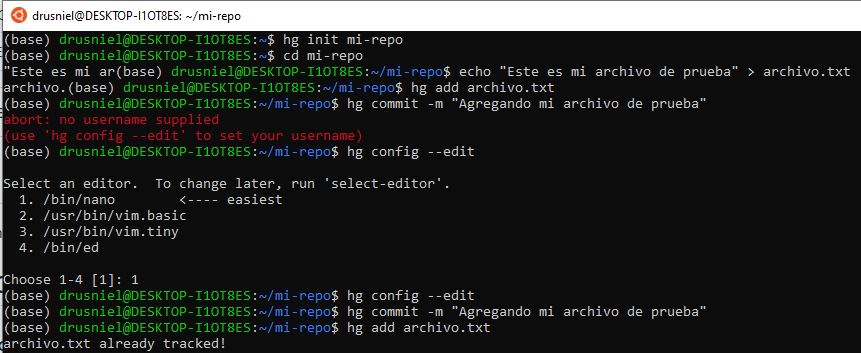 drusniel@DESKTOP-I1OT8ES: ~/mi-repo
(base) drusniel@DESKTOP-I1OT8ES:~$ hg init mi-repo
(base) drusniel@DESKTOP-I1OT8ES:~$ cd mi-repo
"Este es mi ar(base) drusniel@DESKTOP-I1OT8ES:~/mi-repo$ echo "Este es mi archivo de prueba" > archivo.txt
archivo.(base) drusniel@DESKTOP-I1OT8ES:~/mi-repo$ hg add archivo.txt
(base) drusniel@DESKTOP-I1OT8ES:~/mi-repo$ hg commit -m "Agregando mi archivo de prueba"
abort: no username supplied
(use 'hg config --edit' to set your username)
(base) drusniel@DESKTOP-I1OT8ES:~/mi-repo$ hg config --edit
Select an editor.  To change later, run 'select-editor'.
  1. /bin/nano        <---- easiest
  2. /usr/bin/vim.basic
  3. /usr/bin/vim.tiny
  4. /bin/ed
Choose 1-4 [1]: 1
(base) drusniel@DESKTOP-I1OT8ES:~/mi-repo$ hg config --edit
(base) drusniel@DESKTOP-I1OT8ES:~/mi-repo$ hg commit -m "Agregando mi archivo de prueba"
(base) drusniel@DESKTOP-I1OT8ES:~/mi-repo$ hg add archivo.txt
archivo.txt already tracked!